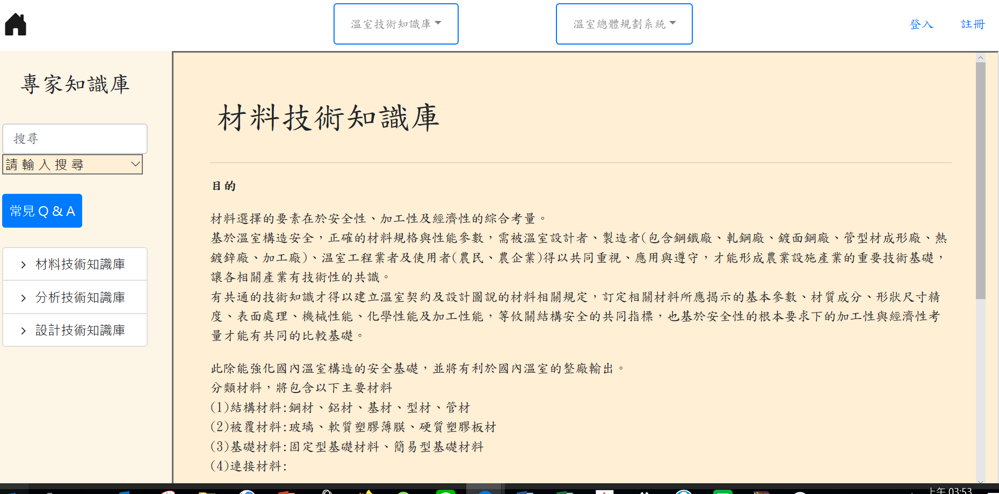 溫室技術知識庫
溫室總體規劃系統
登入
註冊
專家知識庫
搜尋
請輸入搜尋
常見 Q & A
材料技術知識庫
分析技術知識庫
設計技術知識庫
材料技術知識庫
目的
材料選擇的要素在於安全性、加工性及經濟性的綜合考量。
基於溫室構造安全，正確的材料規格與性能參數，需被溫室設計者、製造者(包含鋼鐵廠、軋鋼廠、鍍面鋼廠、管型材成形廠、熱
鍍鋅廠、加工廠)、温室工程業者及使用者(農民、農企業)得以共同重視、應用與遵守，才能形成農業設施產業的重要技術基礎，
讓各相關產業有技術性的共識。
有共通的技術知識才得以建立溫室契約及設計圖說的材料相關規定，訂定相關材料所應揭示的基本參數、材質成分、形狀尺寸精
度、表面處理、機械性能、化學性能及加工性能，等攸關結構安全的共同指標，也基於安全性的根本要求下的加工性與經濟性考
量才能有共同的比較基礎。
此除能強化國內溫室構造的安全基礎，並將有利於國內溫室的整廠輸出。
分類材料，將包含以下主要材料
(1)結構材料:鋼材、鋁材、基材、型材、管材
(2)被覆材料:玻璃、軟質塑膠薄膜、硬質塑膠板材
(3)基礎材料:固定型基礎材料、簡易型基礎材料
(4)連接材料:
上午 03:53